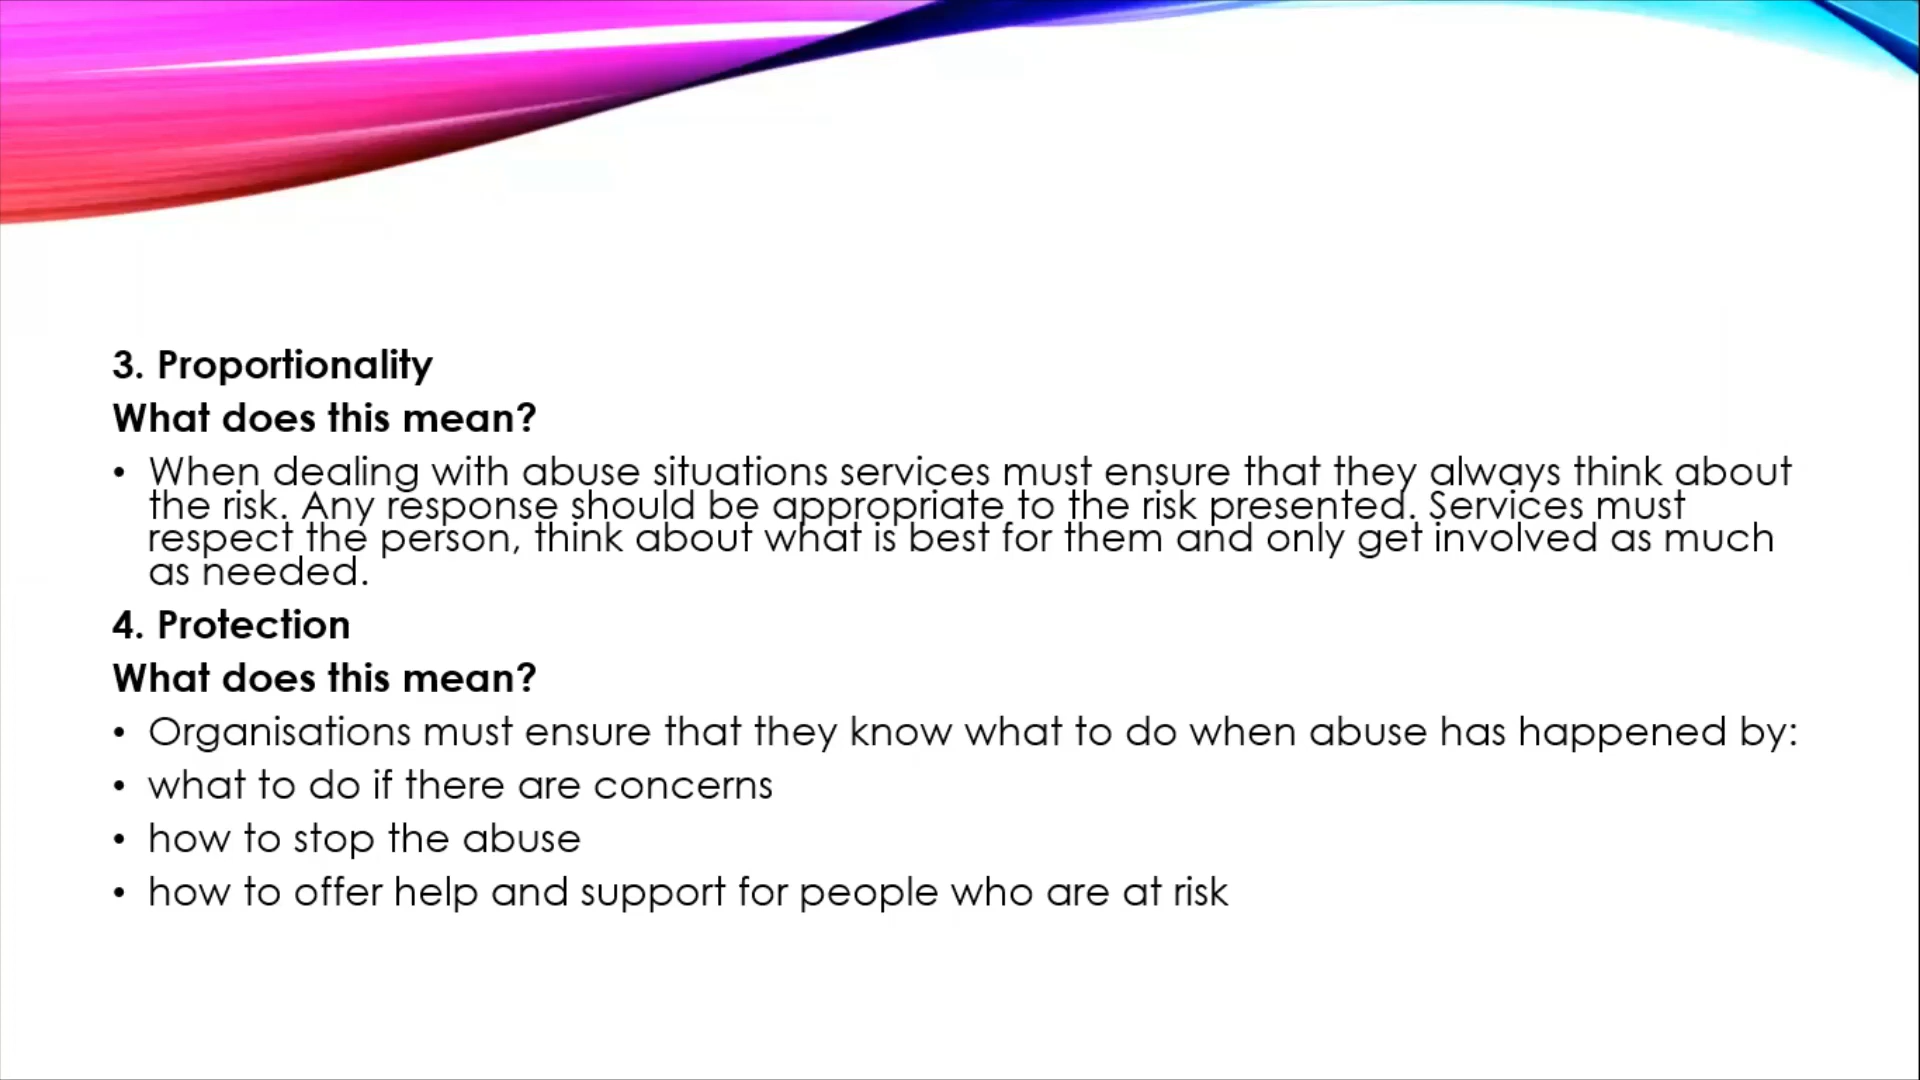 3. Proportionality
What does this mean?
• When dealing with abuse situations services must ensure that they always think about
the risk. Any response should be appropriate to the risk presented. Services must
respect the person, think about what is best for them and only get involved as much
as needed.
4. Protection
What does this mean?
• Organisations must ensure that they know what to do when abuse has happened by:
• what to do if there are concerns
• how to stop the abuse
• how to offer help and support for people who are at risk